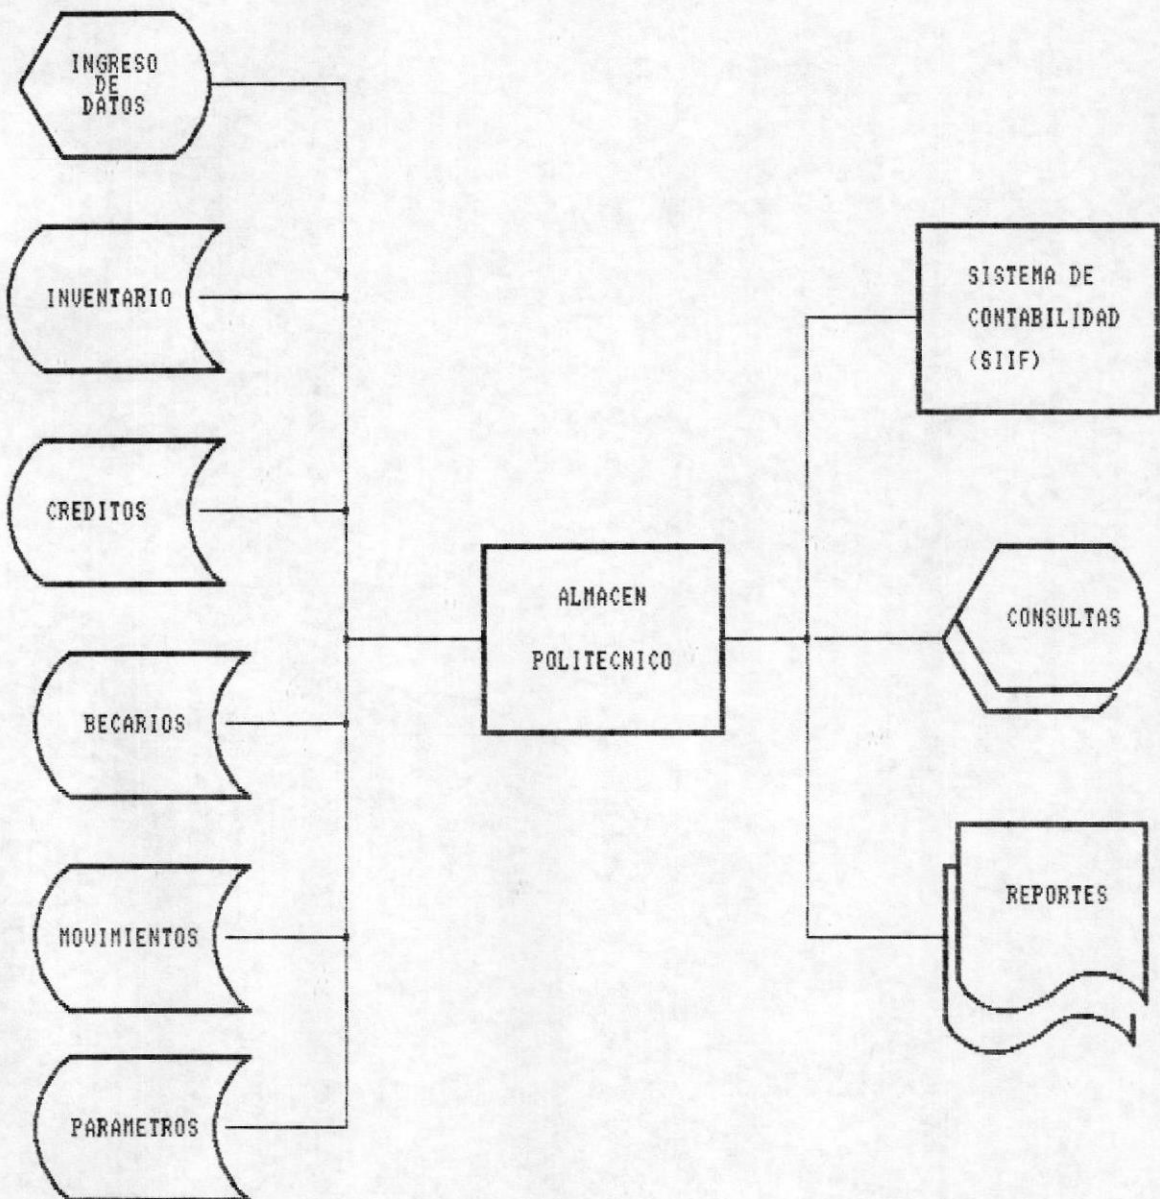 INGRESO
DE
DATOS
INVENTARIO
CREDITOS
BECARIOS
MOVIMIENTOS
PARAMETROS
ALMACEN
POLITECNICO
SISTEMA DE
CONTABILIDAD
(SIIF)
CONSULTAS
REPORTES